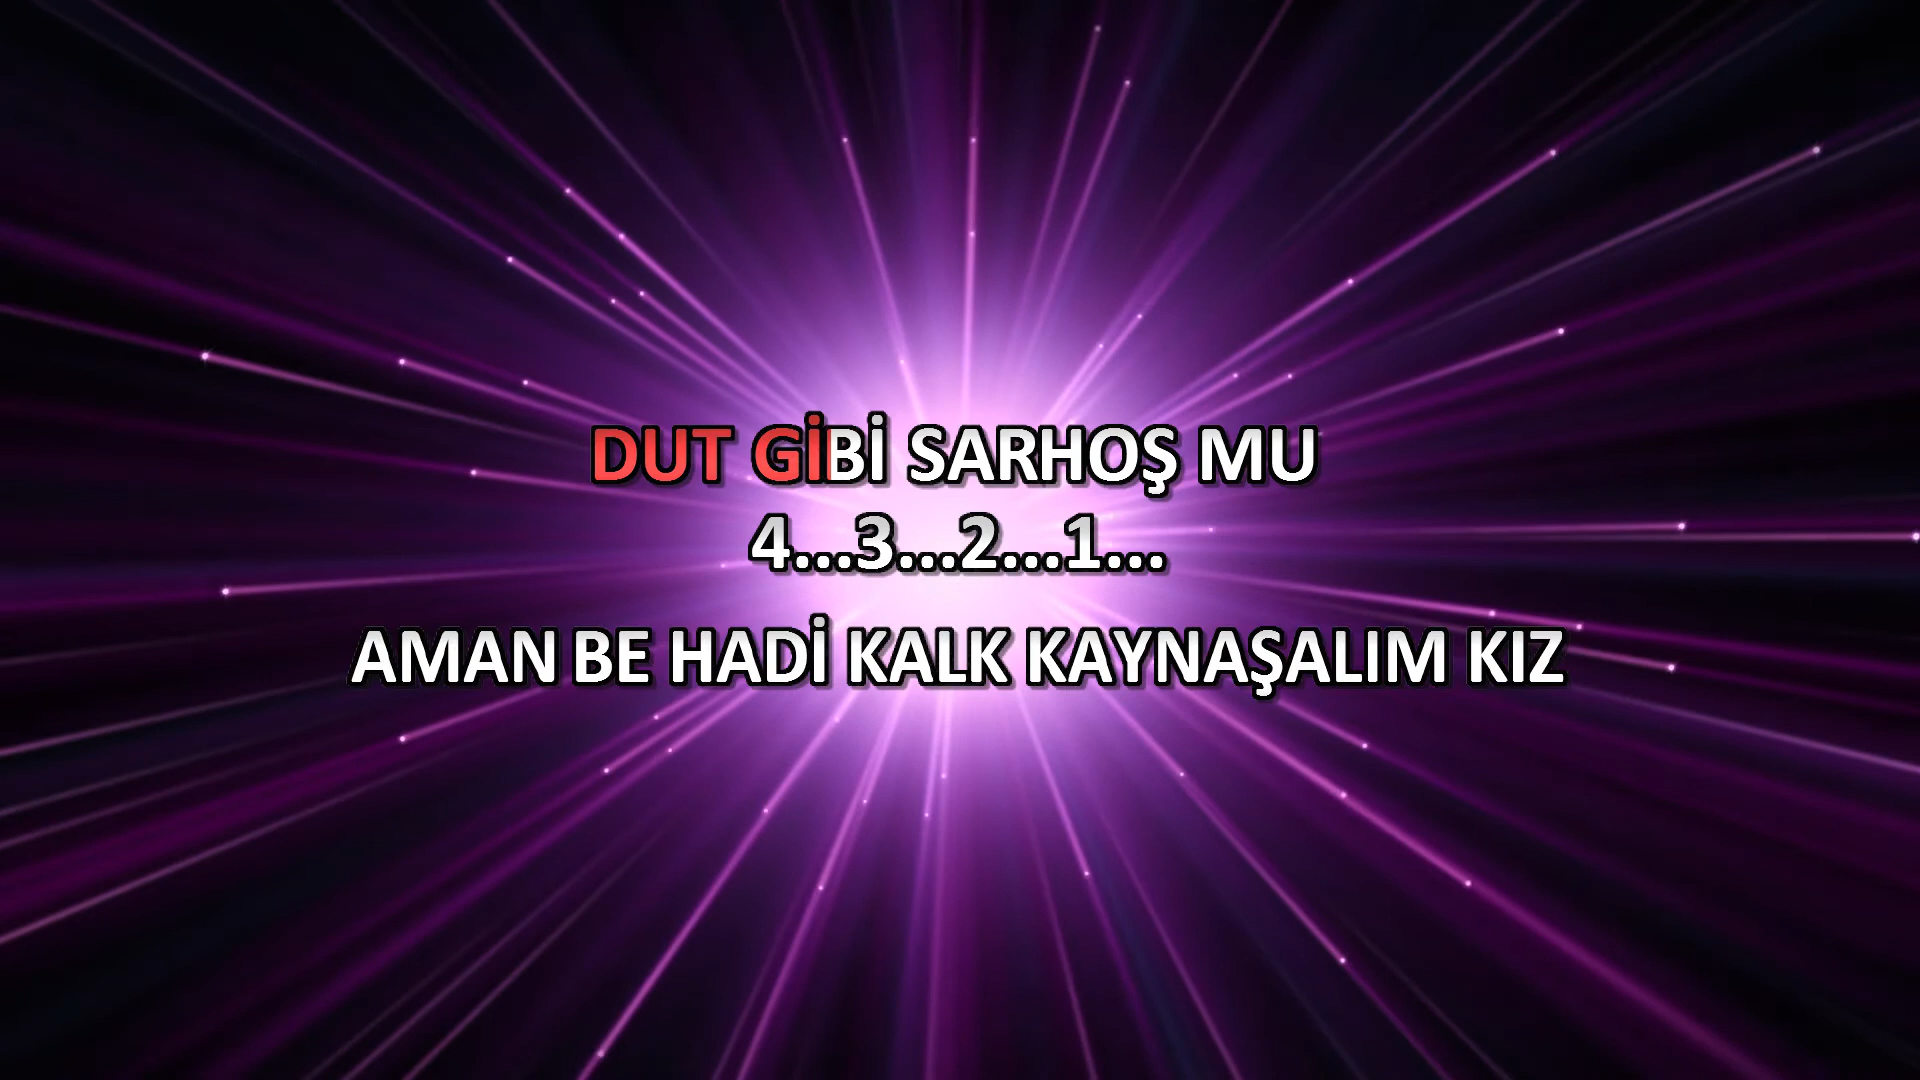 DUT GİBİ SARHOŞ MU
4...3...2...1...
AMAN BE HADİ KALK KAYNAŞALIM KIZ